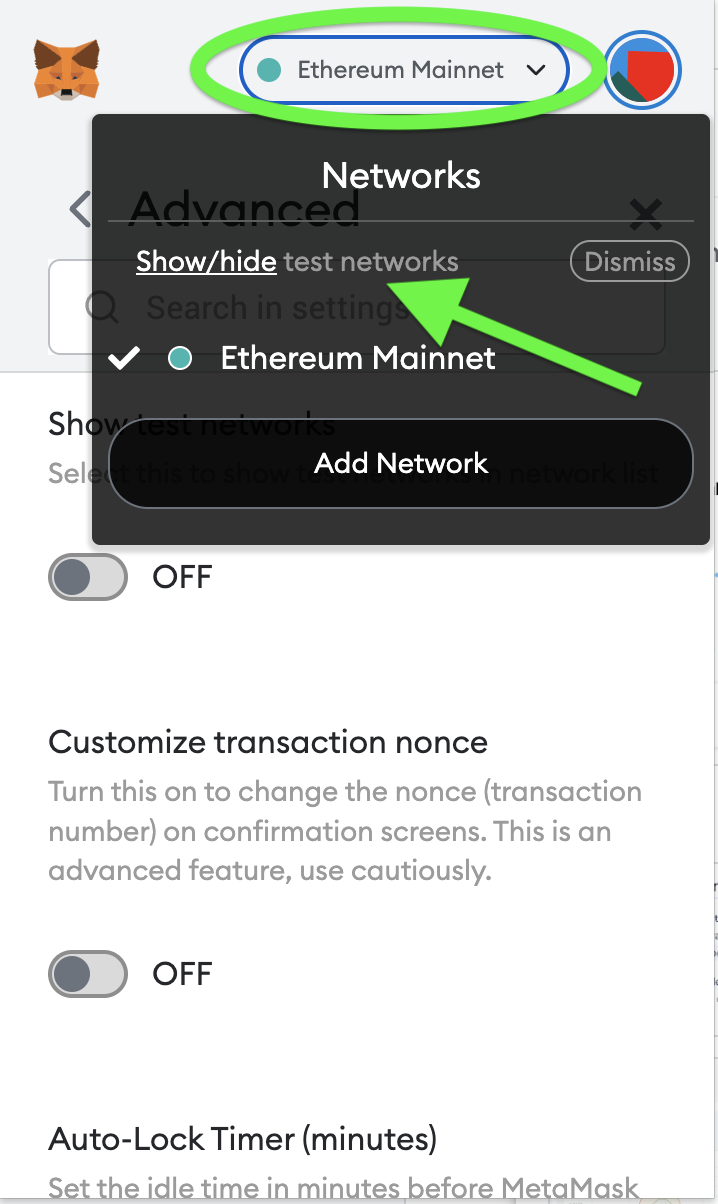 Ethereum Mainnet
Networks
Advanced
Show/hide test networks
Dismiss
Search in settings
Ethereum Mainnet
Show test networks
Select this to show test networks in network list
Add Network
OFF
Customize transaction nonce
Turn this on to change the nonce (transaction
number) on confirmation screens. This is an
advanced feature, use cautiously.
OFF
Auto-Lock Timer (minutes)
Set the idle time in minutes before MetaMask